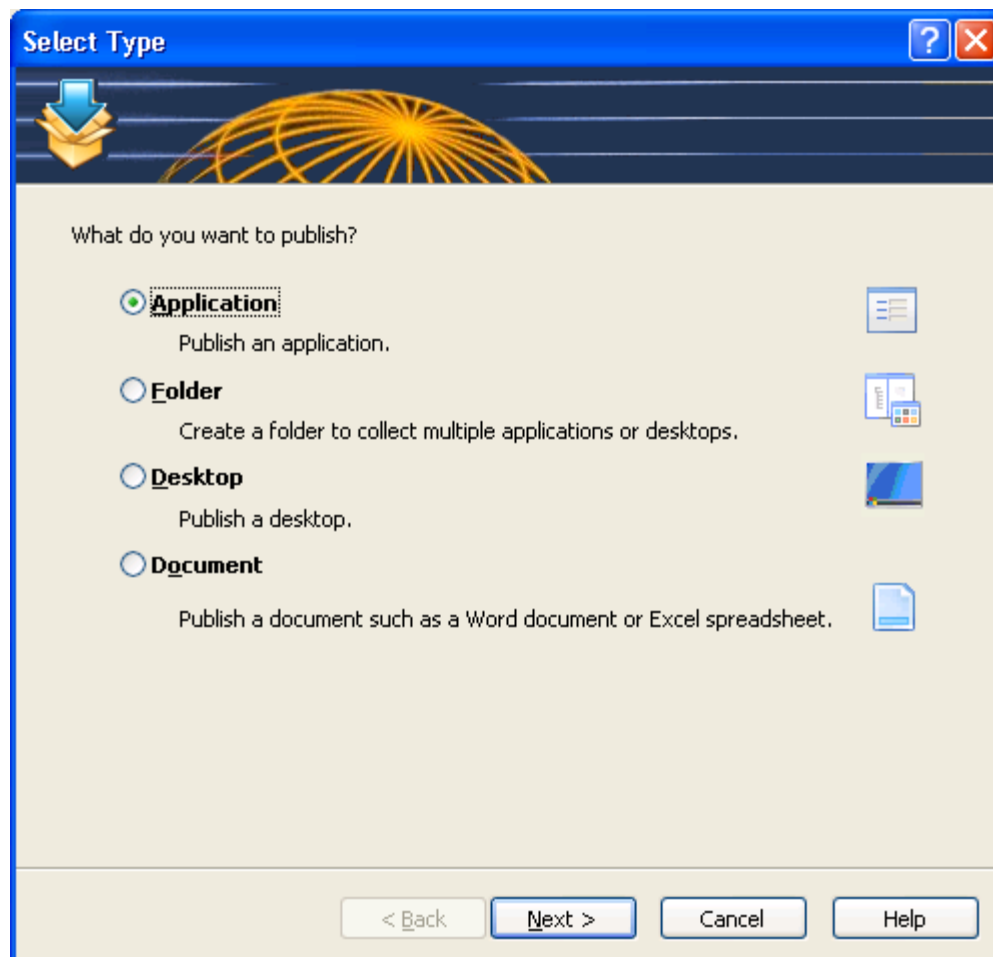 Select Type
What do you want to publish?
Application
Publish an application.
Folder
Create a folder to collect multiple applications or desktops.
Desktop
Publish a desktop.
Document
Publish a document such as a Word document or Excel spreadsheet.
< Back Next > Cancel Help